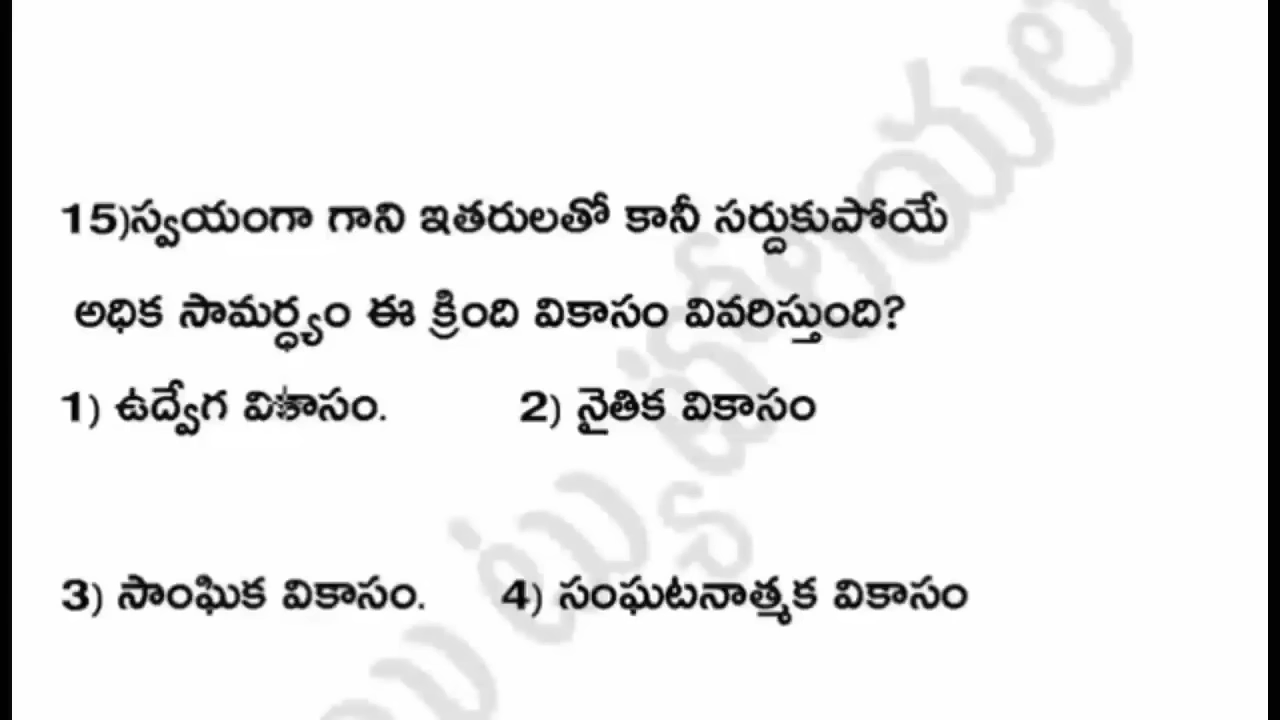 15)స్వయంగా గాని ఇతరులతో కానీ సర్దుకుపోయే
అధిక సామర్ధ్యం ఈ క్రింది వికాసం వివరిస్తుంది?
1) ఉద్వేగ వికాసం. 2) నైతిక వికాసం
3) సాంఘిక వికాసం. 4) సంఘటనాత్మక వికాసం